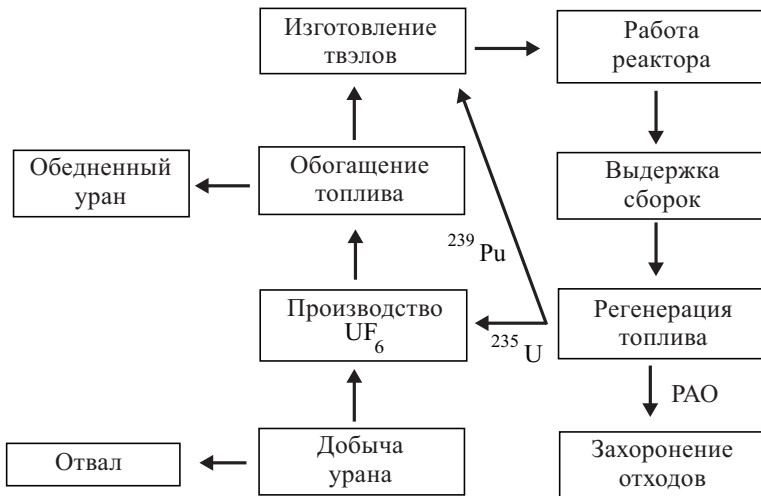 Изготовление
твэлов
Работа
реактора
Обедненный
уран
Обогащение
топлива
Выдержка
сборок
²³⁹Pu
Производство
UF₆
²³⁵U
Регенерация
топлива
РАО
Отвал
Добыча
урана
Захоронение
отходов